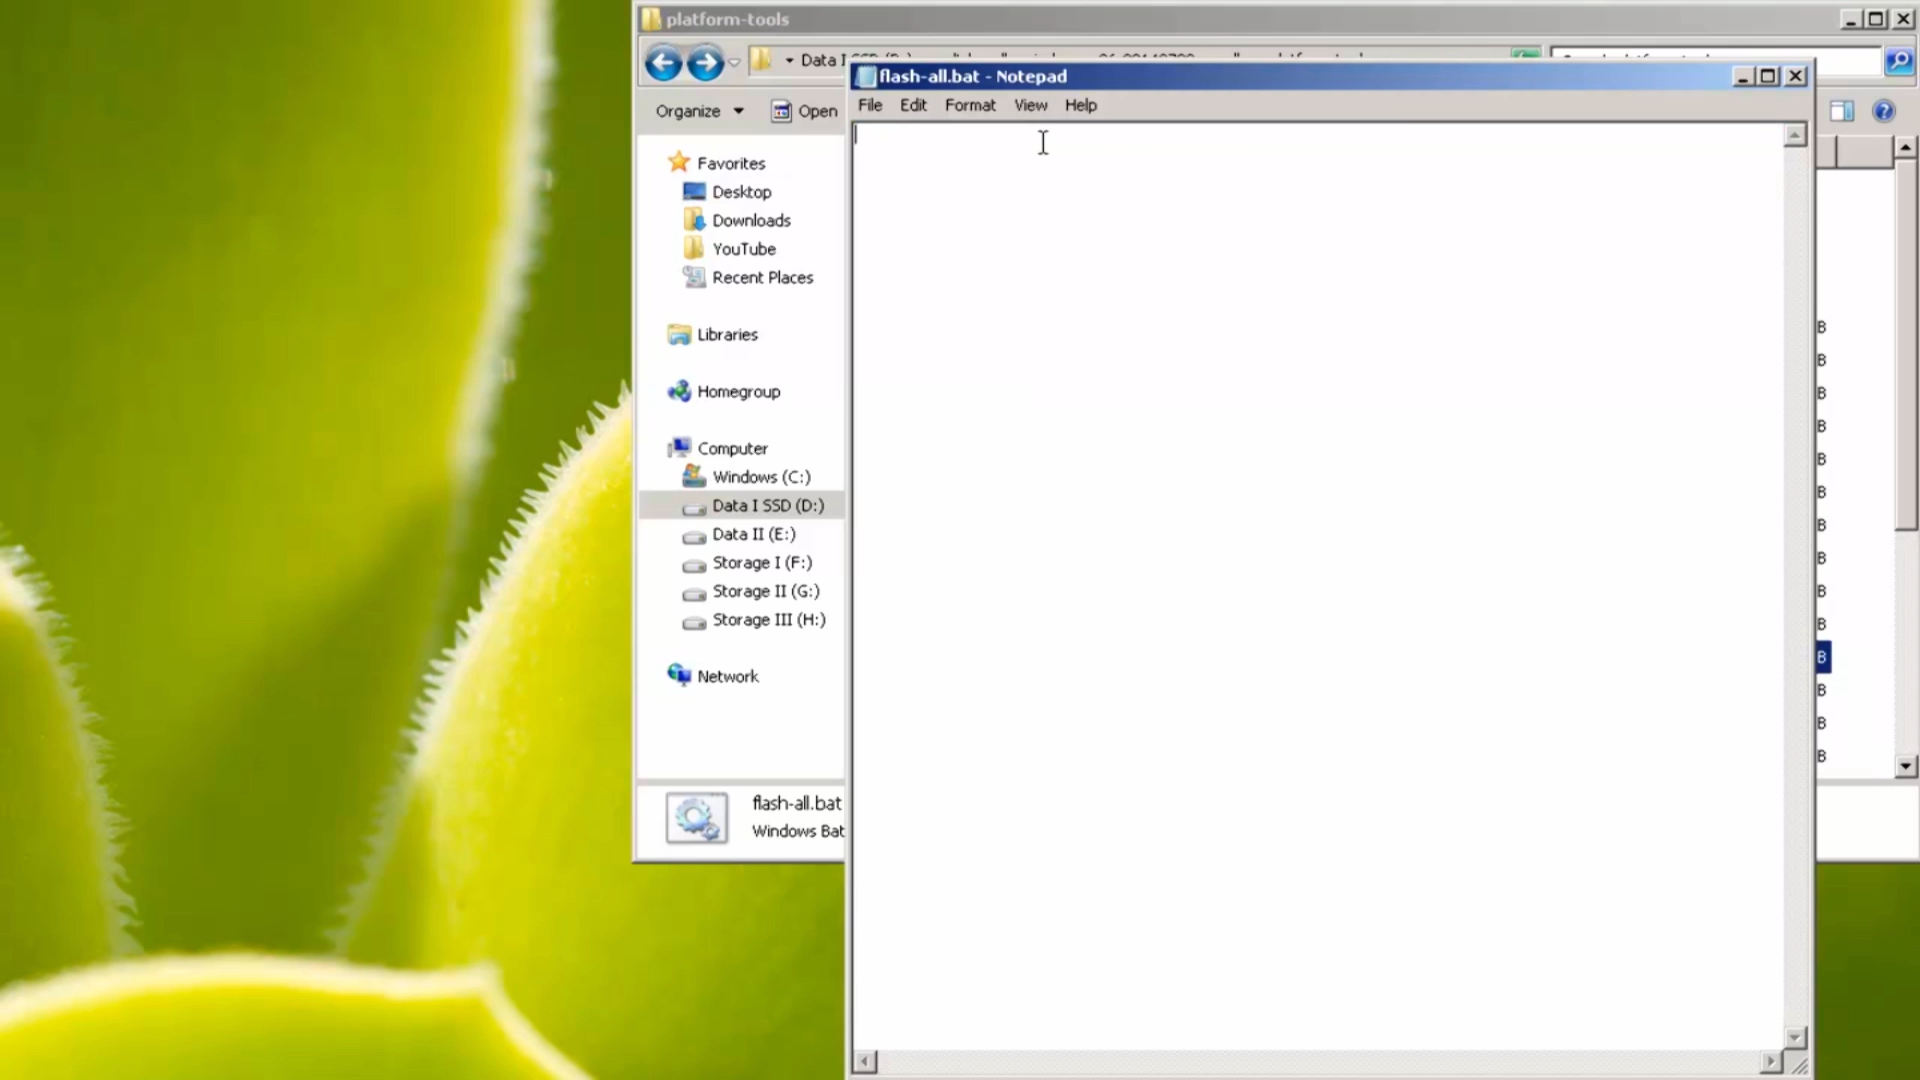 platform-tools
Data I
flash-all.bat - Notepad
File Edit Format View Help
Organize Open
Favorites
Desktop
Downloads
YouTube
Recent Places
Libraries
Homegroup
Computer
Windows (C:)
Data I SSD (D:)
Data II (E:)
Storage I (F:)
Storage II (G:)
Storage III (H:)
Network
B
B
B
B
B
B
B
B
B
B
B
B
B
B
flash-all.bat
Windows Bat